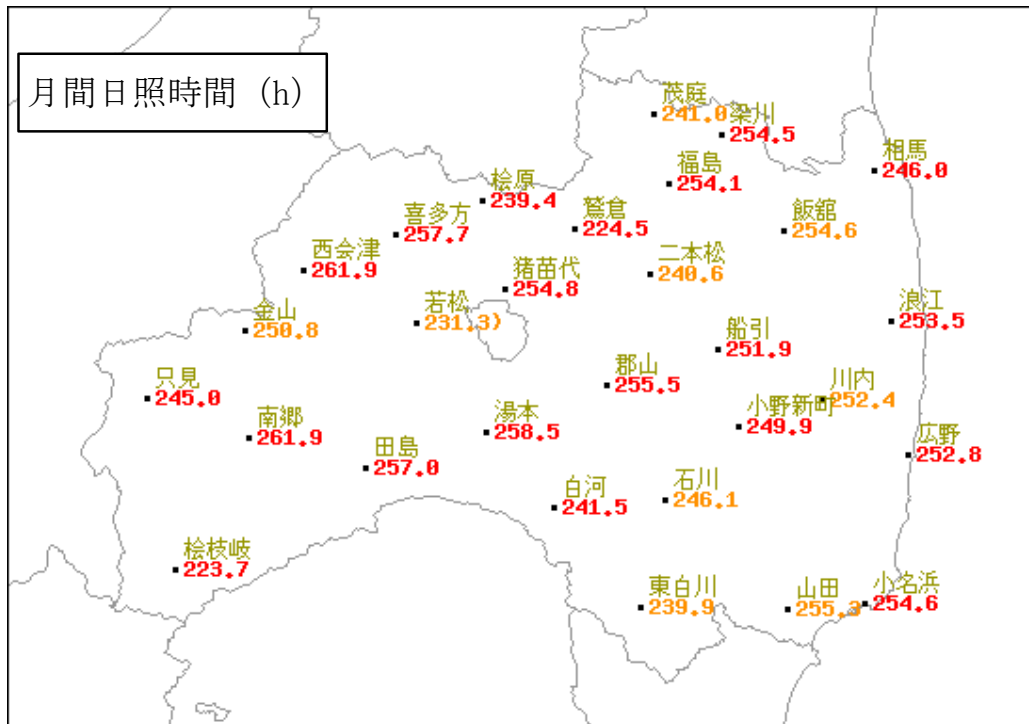 月間日照時間 (h)
茂庭
241.0
梁川
254.5
相馬
246.0
福島
254.1
桧原
239.4
鷲倉
224.5
飯舘
254.6
喜多方
257.7
西会津
261.9
二本松
240.6
猪苗代
254.8
金山
250.8
若松
231.3)
浪江
253.5
船引
251.9
只見
245.0
郡山
255.5
川内
252.4
南郷
261.9
湯本
258.5
小野新町
249.9
田島
257.0
広野
252.8
白河
241.5
石川
246.1
桧枝岐
223.7
東白川
239.9
山田
255.3
小名浜
254.6